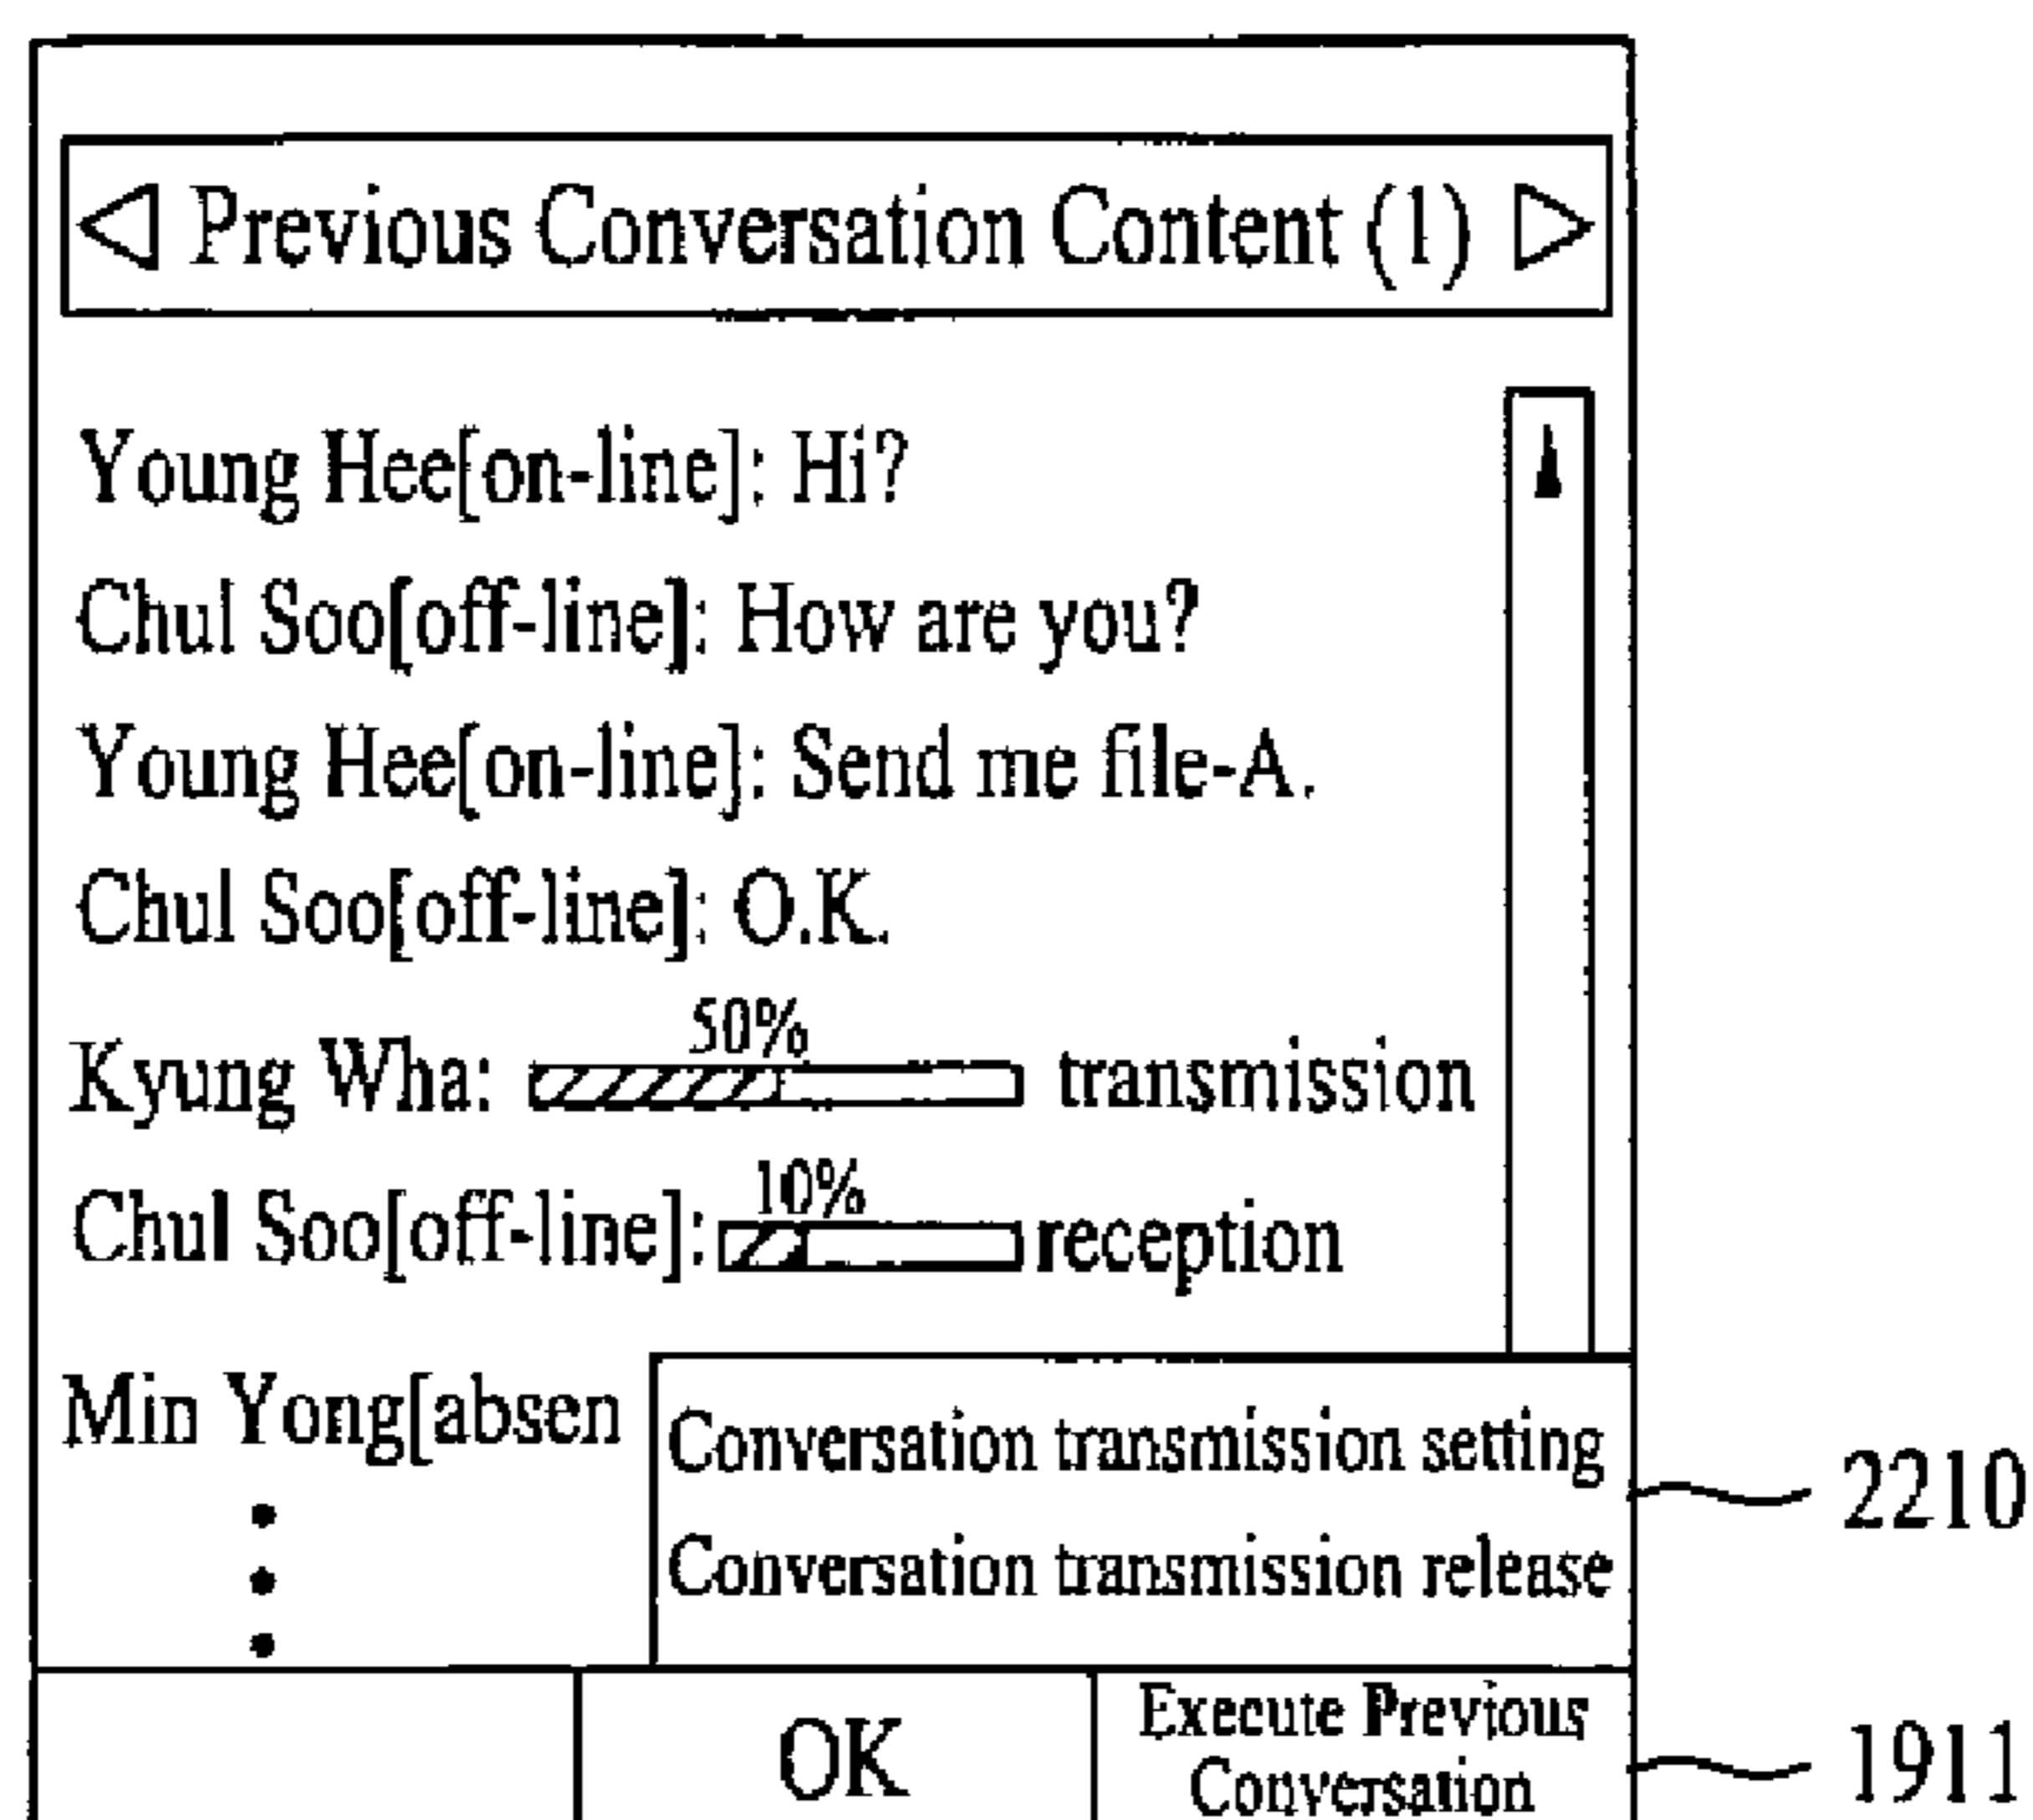 Previous Conversation Content (1)
Young Hee[on-line]: Hi?
Chul Soo[off-line]: How are you?
Young Hee[on-line]: Send me file-A.
Chul Soo[off-line]: O.K.
50%
Kyung Wha: transmission
10%
Chul Soo[off-line]: reception
Min Yong[absen
Conversation transmission setting
2210
Conversation transmission release
OK
Execute Previous
Conversation
1911